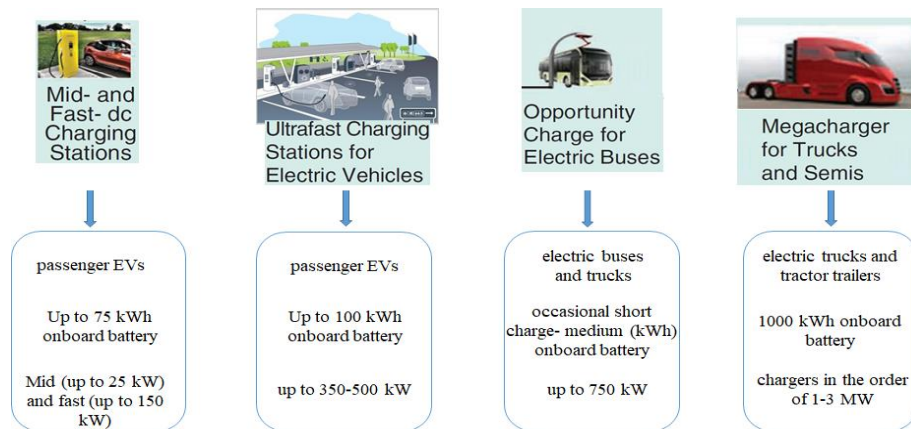 Mid- and
Fast- dc
Charging
Stations
Ultrafast Charging
Stations for
Electric Vehicles
Opportunity
Charge for
Electric Buses
Megacharger
for Trucks
and Semis
passenger EVs
Up to 75 kWh
onboard battery
Mid (up to 25 kW)
and fast (up to 150
kW)
passenger EVs
Up to 100 kWh
onboard battery
up to 350-500 kW
electric buses
and trucks
occasional short
charge- medium (kWh)
onboard battery
up to 750 kW
electric trucks and
tractor trailers
1000 kWh onboard
battery
chargers in the order
of 1-3 MW